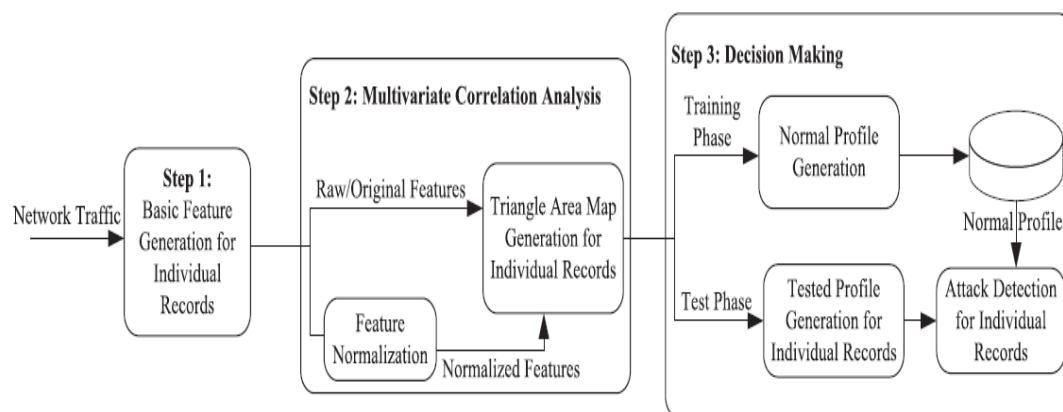 Network Traffic
Step 1:
Basic Feature
Generation for
Individual
Records
Step 2: Multivariate Correlation Analysis
Raw/Original Features
Triangle Area Map
Generation for
Individual Records
Feature
Normalization
Normalized Features
Step 3: Decision Making
Training
Phase
Normal Profile
Generation
Normal Profile
Test Phase
Tested Profile
Generation for
Individual Records
Attack Detection
for Individual
Records